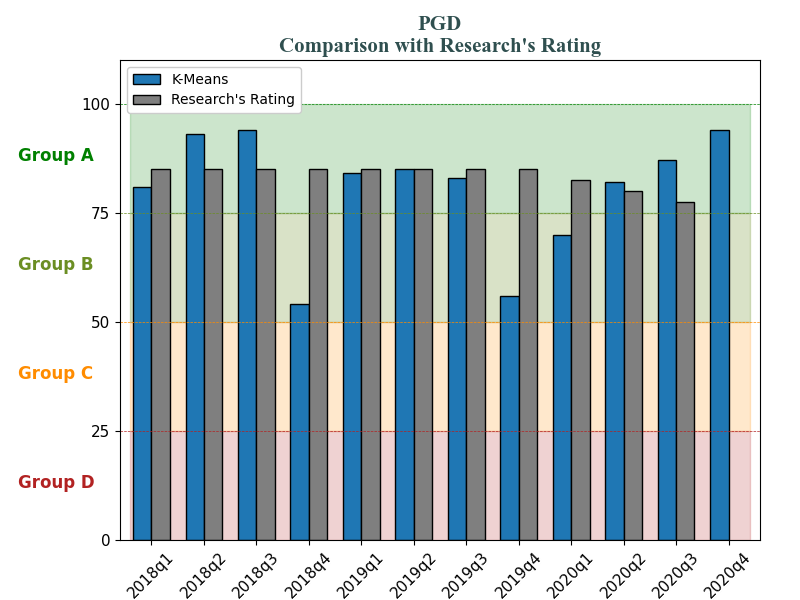 PGD
Comparison with Research's Rating
K-Means
Research's Rating
100
Group A
75
Group B
50
Group C
25
Group D
0
2018q1
2018q2
2018q3
2018q4
2019q1
2019q2
2019q3
2019q4
2020q1
2020q2
2020q3
2020q4